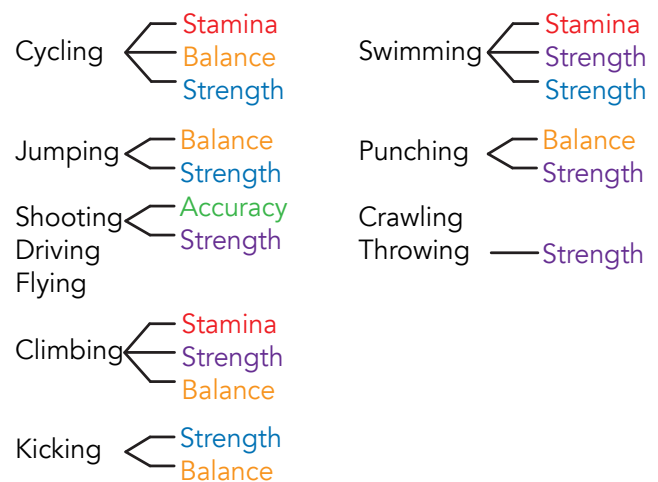 Cycling
Stamina
Balance
Strength
Jumping
Balance
Strength
Shooting
Accuracy
Strength
Driving
Flying
Climbing
Stamina
Strength
Balance
Kicking
Strength
Balance
Swimming
Stamina
Strength
Strength
Punching
Balance
Strength
Crawling
Throwing
Strength